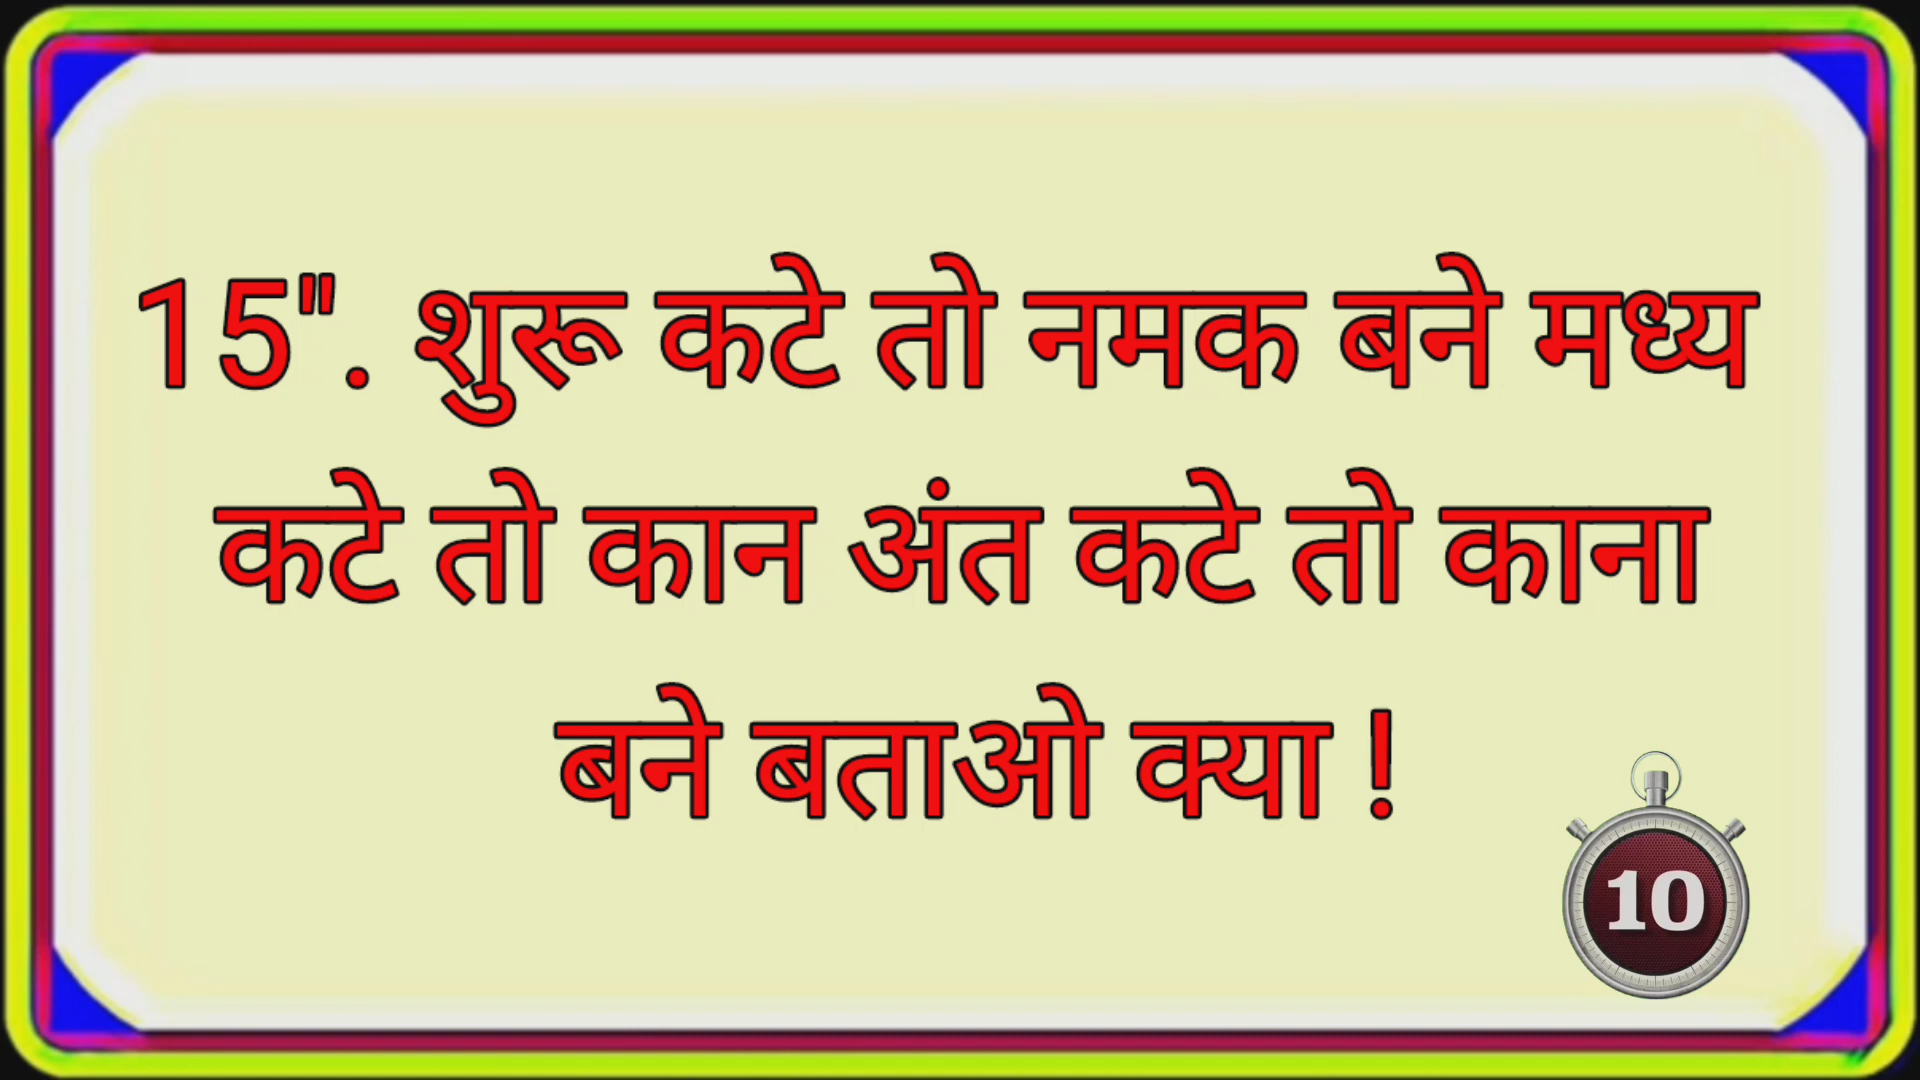 15". शुरू कटे तो नमक बने मध्य
कटे तो कान अंत कटे तो काना
बने बताओ क्या !
10